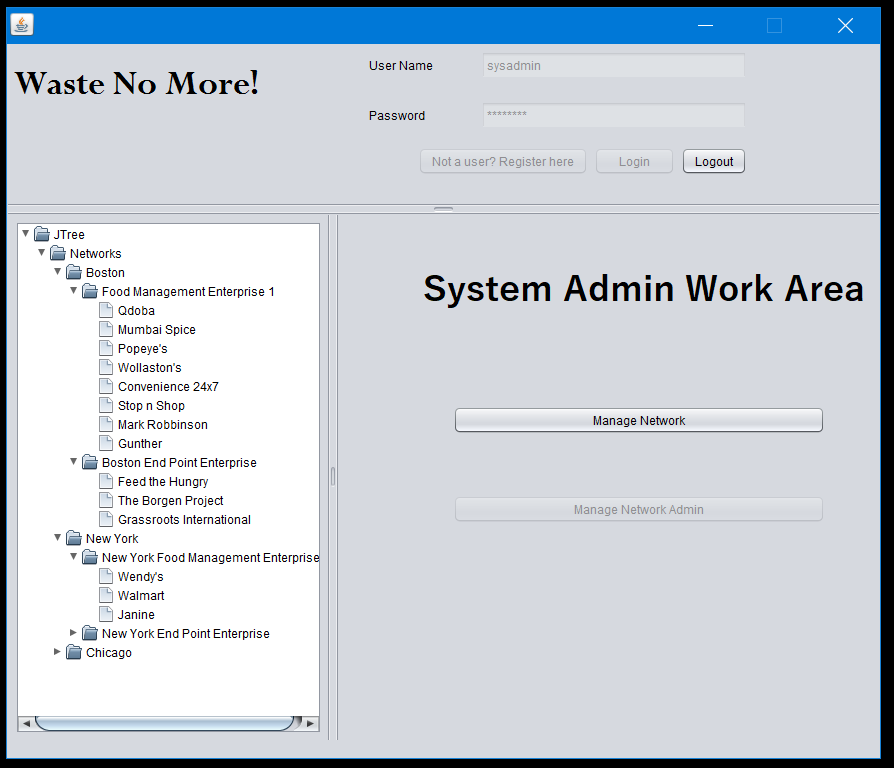 Waste No More!
User Name
sysadmin
Password
********
Not a user? Register here
Login
Logout
JTree
Networks
Boston
Food Management Enterprise 1
Qdoba
Mumbai Spice
Popeye's
Wollaston's
Convenience 24x7
Stop n Shop
Mark Robbinson
Gunther
Boston End Point Enterprise
Feed the Hungry
The Borgen Project
Grassroots International
New York
New York Food Management Enterprise
Wendy's
Walmart
Janine
New York End Point Enterprise
Chicago
System Admin Work Area
Manage Network
Manage Network Admin